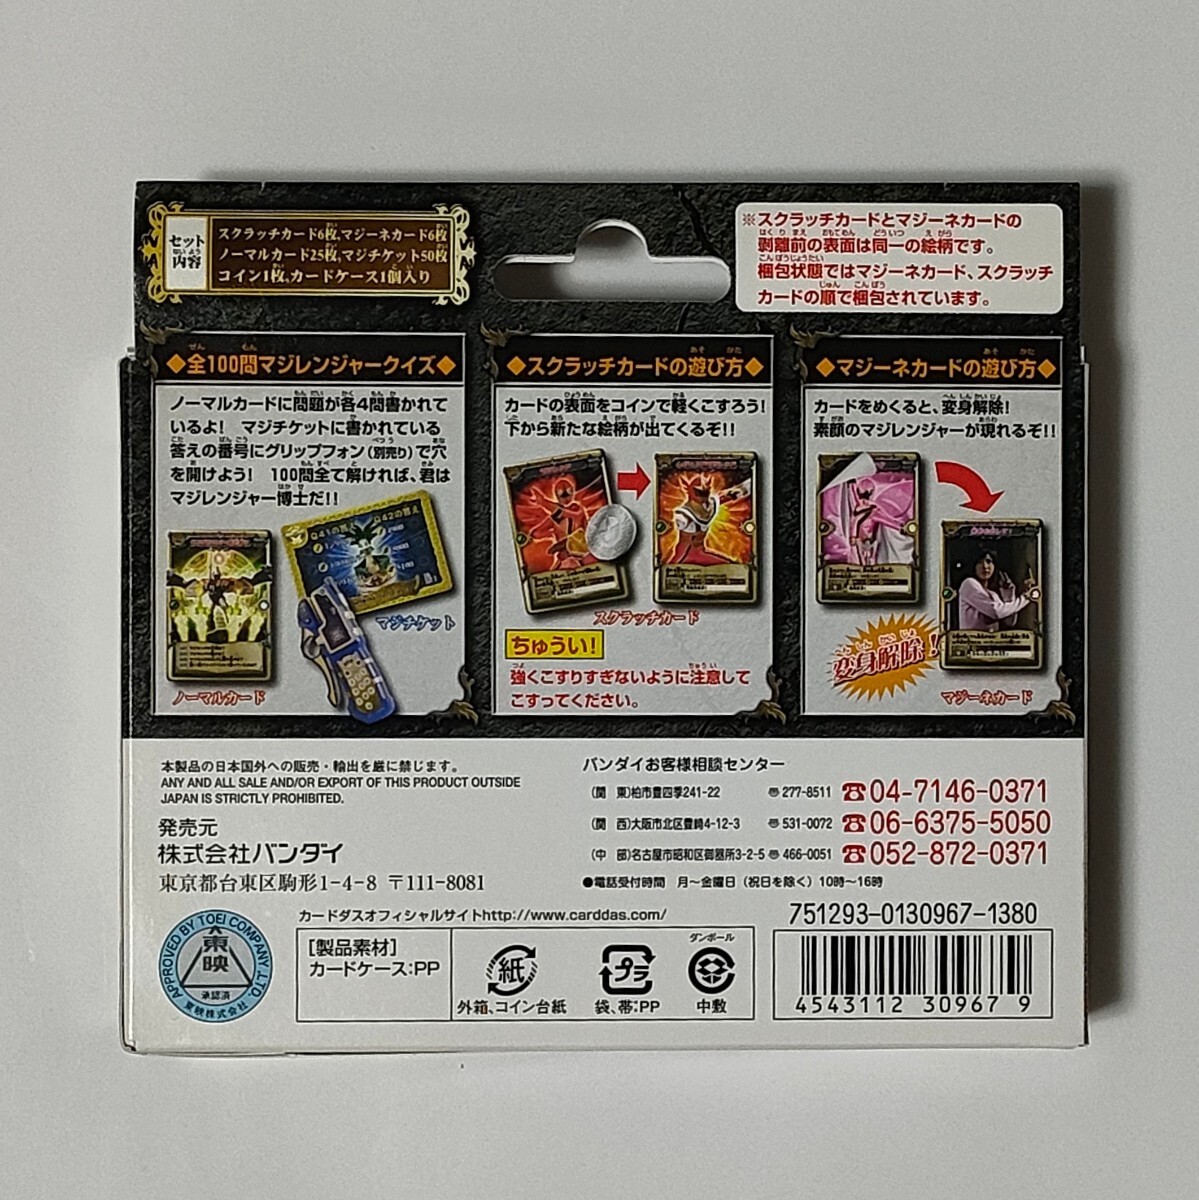 セット内容
スクラッチカード6枚、マジーネカード6枚
ノーマルカード25枚、マジチケット50枚
コイン1枚、カードケース1個入り
※スクラッチカードとマジーネカードの
剥離前の表面は同一の絵柄です。
梱包状態ではマジーネカード、スクラッチ
カードの順で梱包されています。
◆全100問マジレンジャークイズ◆
ノーマルカードに問題が各4問書かれて
いるよ! マジチケットに書かれている
答えの番号にグリップフォン(別売り)で穴
を開けよう! 100問全て解ければ、君は
マジレンジャー博士だ!!
Q41の答え
Q42の答え
マジチケット
ノーマルカード
◆スクラッチカードの遊び方◆
カードの表面をコインで軽くこすろう!
下から新たな絵柄が出てくるぞ!!
スクラッチカード
ちゅうい!
強くこすりすぎないように注意して
こすってください。
◆マジーネカードの遊び方◆
カードをめくると、変身解除!
素顔のマジレンジャーが現れるぞ!!
変身解除!
マジーネカード
本製品の日本国外への販売・輸出を厳に禁じます。
ANY AND ALL SALE AND/OR EXPORT OF THIS PRODUCT OUTSIDE
JAPAN IS STRICTLY PROHIBITED.
発売元
株式会社バンダイ
東京都台東区駒形1-4-8 〒111-8081
バンダイお客様相談センター
(関 東)柏市豊四季241-22 〒277-8511 ☎04-7146-0371
(関 西)大阪市北区豊崎4-12-3 〒531-0072 ☎06-6375-5050
(中 部)名古屋市昭和区御器所3-2-5 〒466-0051 ☎052-872-0371
●電話受付時間 月~金曜日(祝日を除く)10時~16時
カードダスオフィシャルサイトhttp://www.carddas.com/
751293-0130967-1380
APPROVED BY TOEI COMPANY,LTD.
東映
承認済
東映株式会社
[製品素材]
カードケース:PP
紙
外箱、コイン台紙
プラ
袋、帯:PP
ダンボール
中敷
4543112 309679